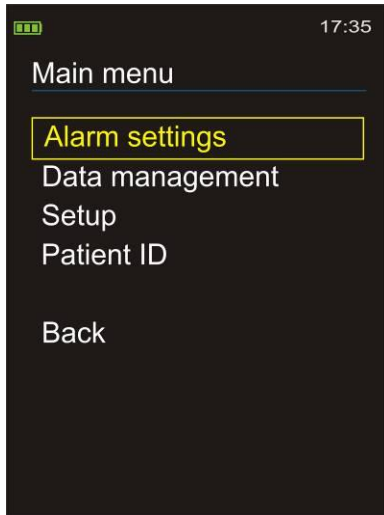 17:35
Main menu
Alarm settings
Data management
Setup
Patient ID
Back